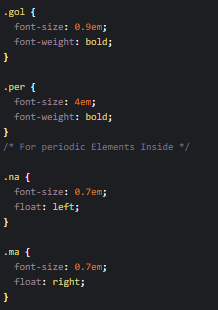 .gol {
  font-size: 0.9em;
  font-weight: bold;
}

.per {
  font-size: 4em;
  font-weight: bold;
}
/* For periodic Elements Inside */

.na {
  font-size: 0.7em;
  float: left;
}

.ma {
  font-size: 0.7em;
  float: right;
}